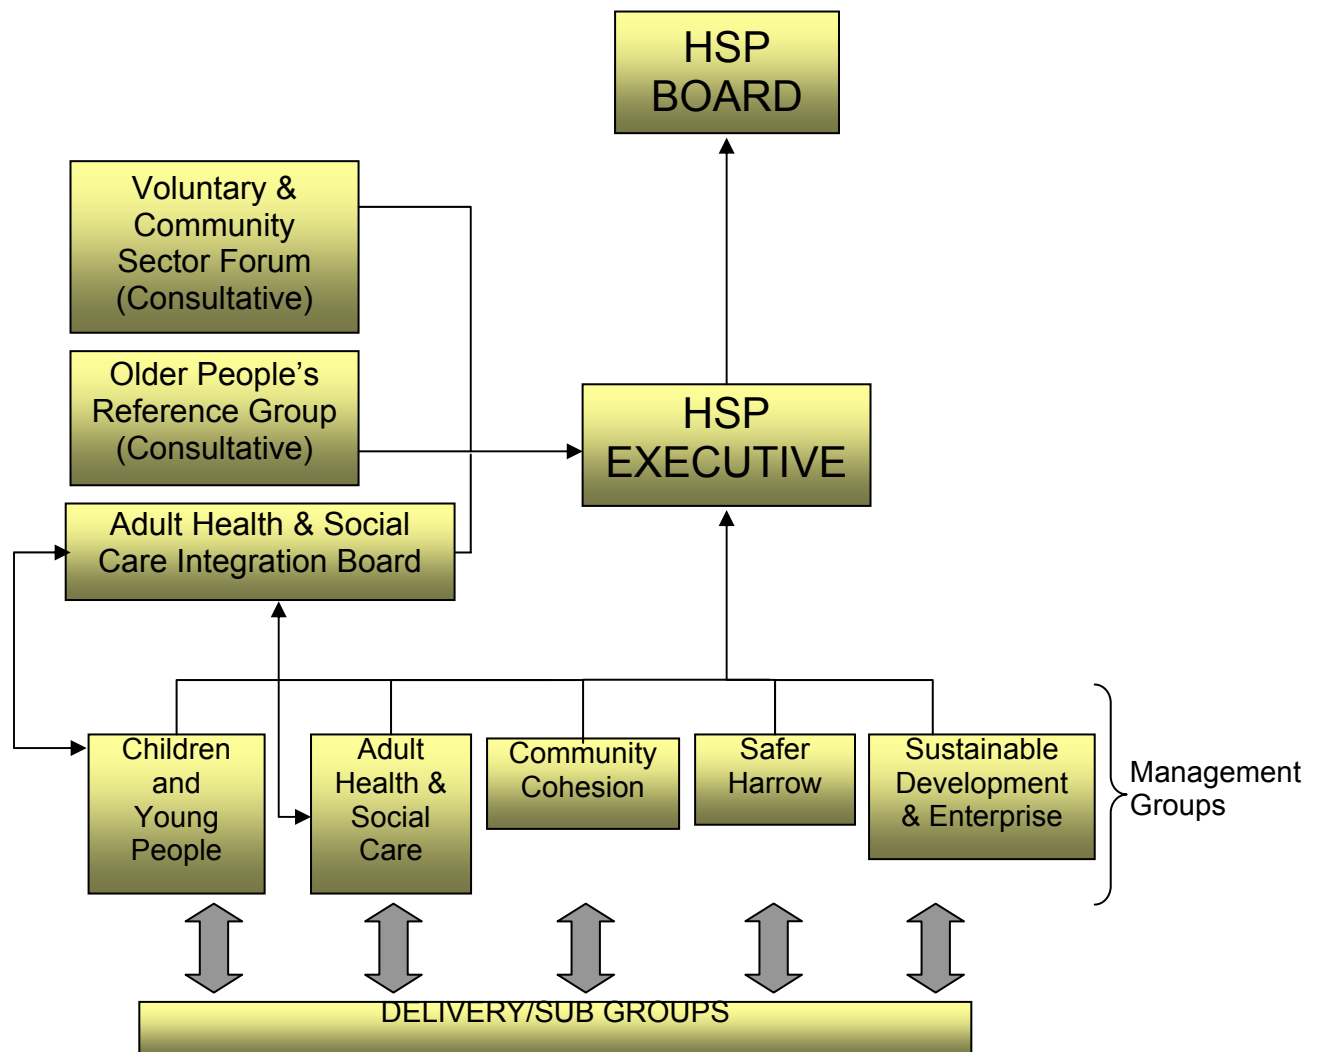 HSP
BOARD
Voluntary &
Community
Sector Forum
(Consultative)
Older People’s
Reference Group
(Consultative)
HSP
EXECUTIVE
Adult Health & Social
Care Integration Board
Children
and
Young
People
Adult
Health &
Social
Care
Community
Cohesion
Safer
Harrow
Sustainable
Development
& Enterprise
Management
Groups
DELIVERY/SUB GROUPS